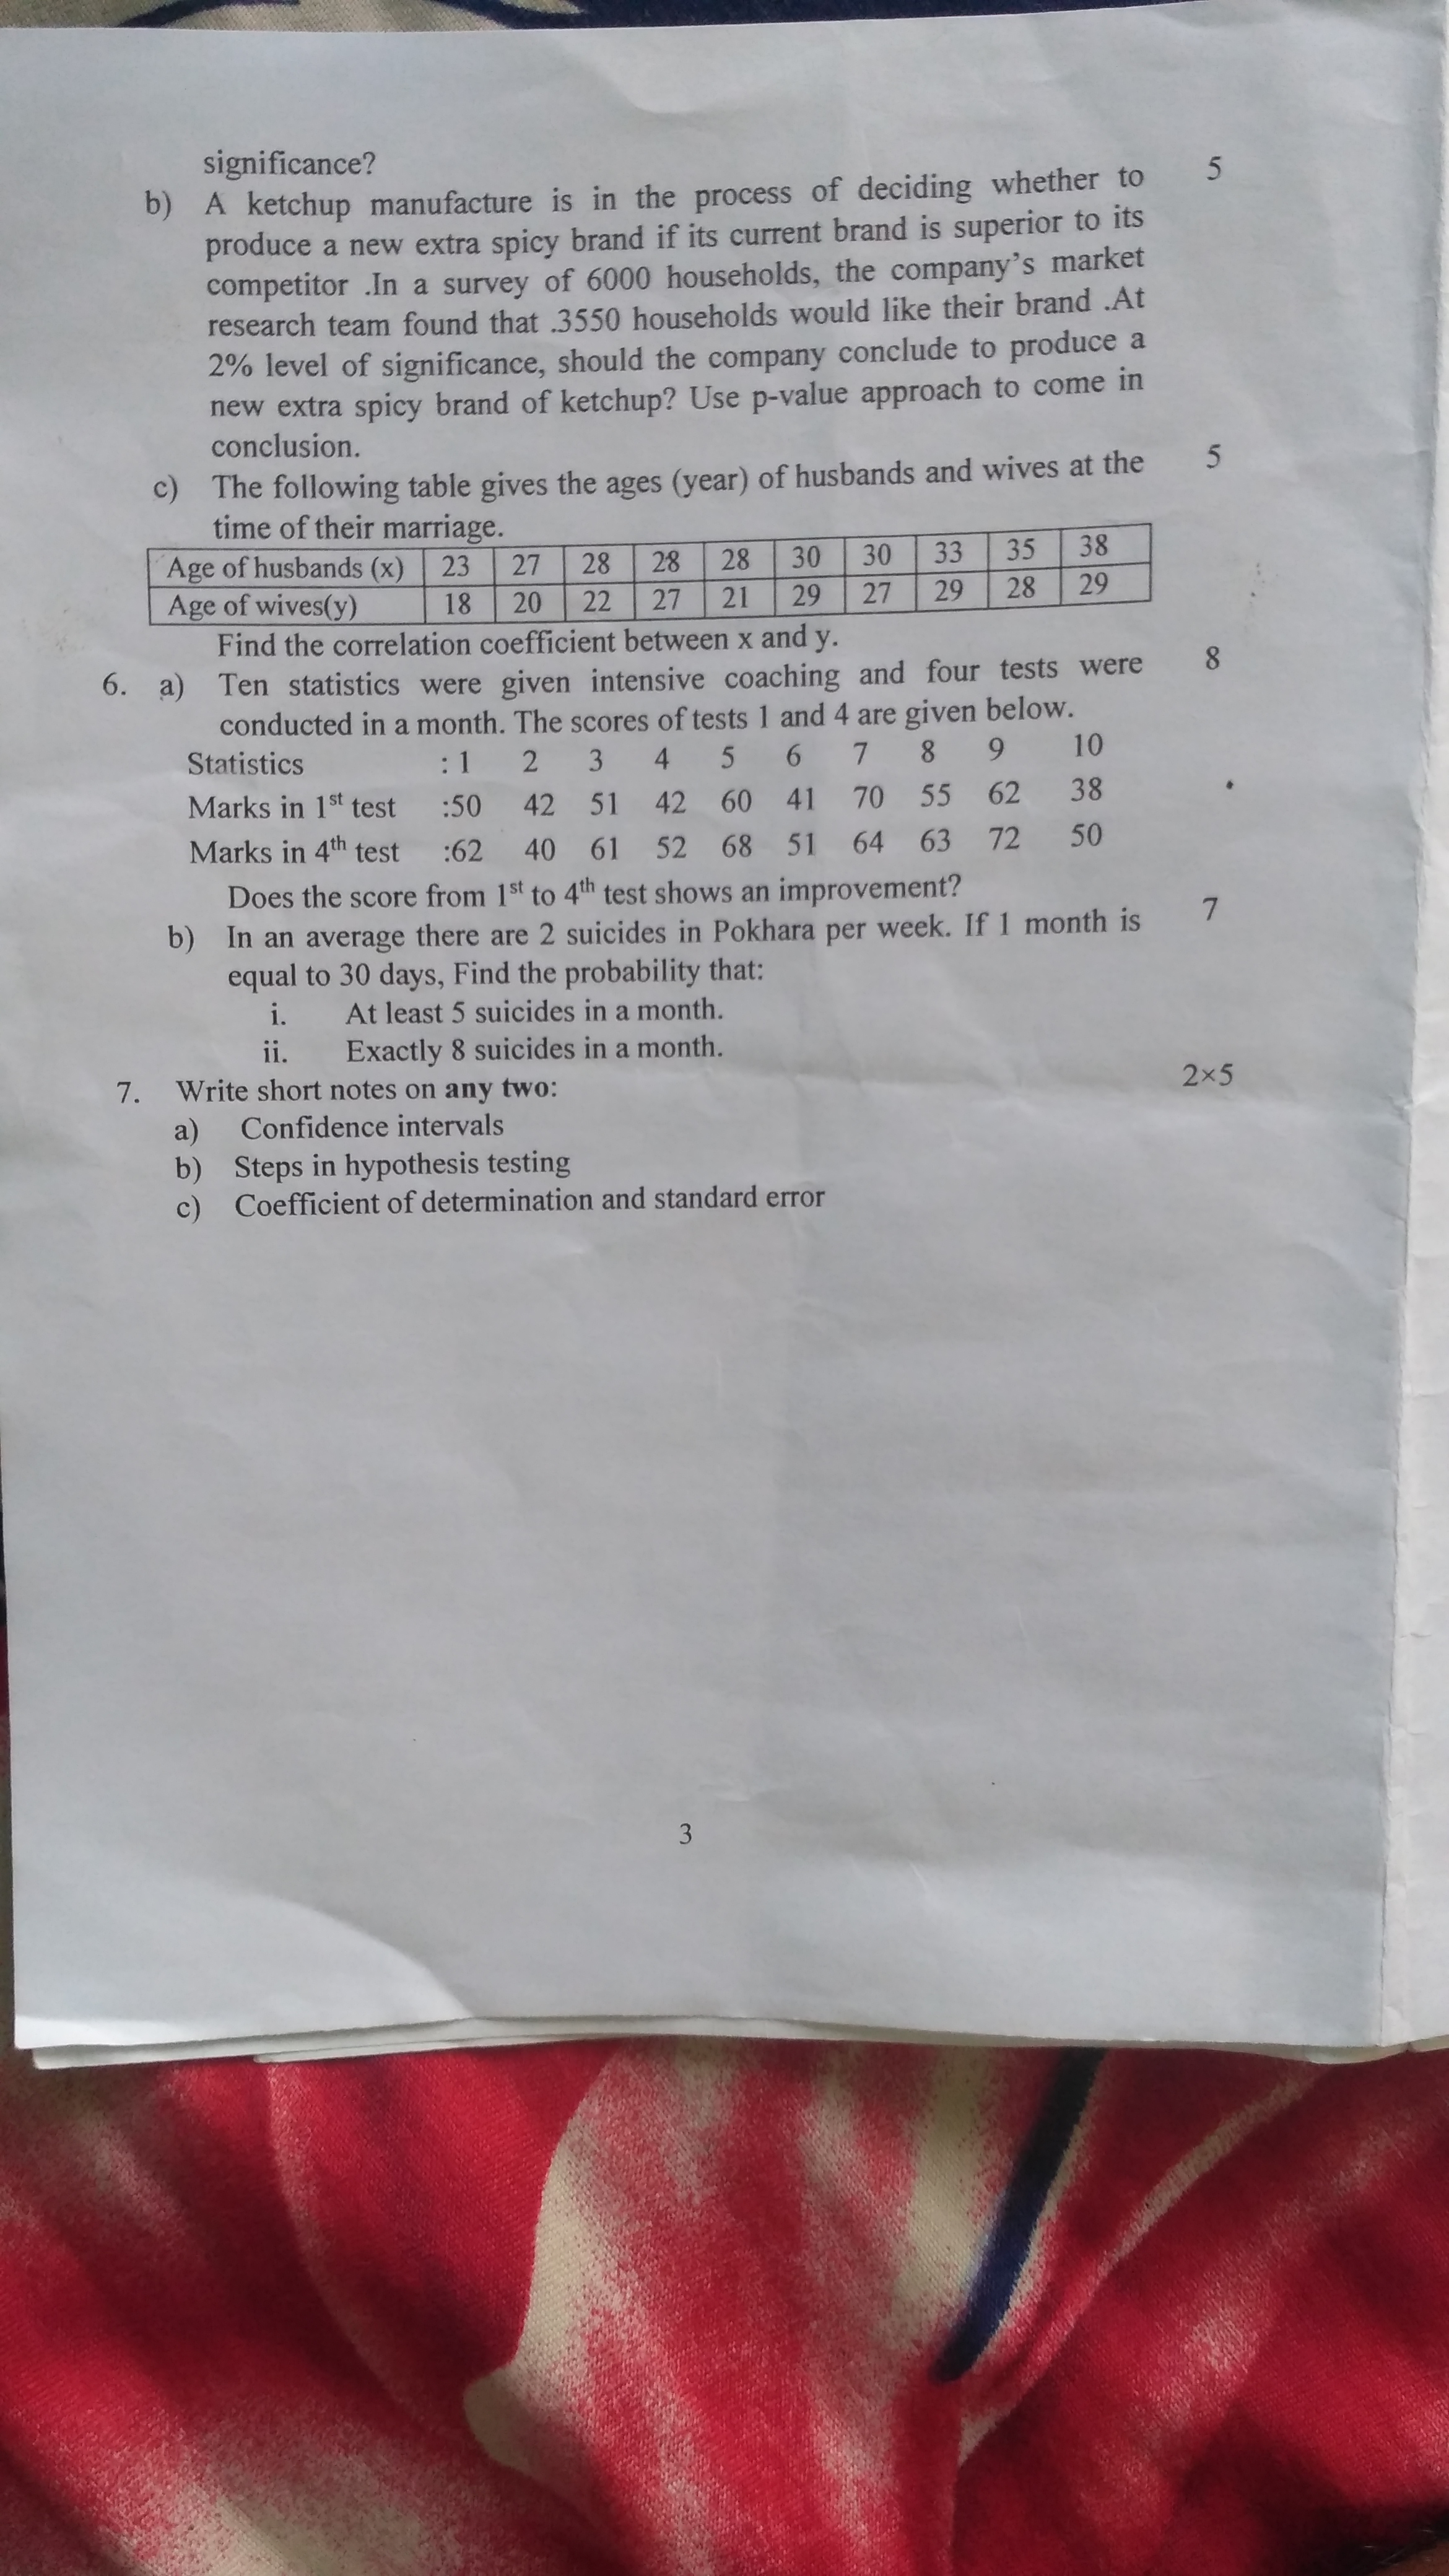 significance?
b) A ketchup manufacture is in the process of deciding whether to 5
produce a new extra spicy brand if its current brand is superior to its
competitor .In a survey of 6000 households, the company's market
research team found that .3550 households would like their brand .At
2% level of significance, should the company conclude to produce a
new extra spicy brand of ketchup? Use p-value approach to come in
conclusion.
c) The following table gives the ages (year) of husbands and wives at the 5
time of their marriage.
Age of husbands (x) 23 27 28 28 28 30 30 33 35 38
Age of wives(y) 18 20 22 27 21 29 27 29 28 29
Find the correlation coefficient between x and y.
6. a) Ten statistics were given intensive coaching and four tests were 8
conducted in a month. The scores of tests 1 and 4 are given below.
Statistics : 1 2 3 4 5 6 7 8 9 10
Marks in 1st test :50 42 51 42 60 41 70 55 62 38
Marks in 4th test :62 40 61 52 68 51 64 63 72 50
Does the score from 1st to 4th test shows an improvement?
b) In an average there are 2 suicides in Pokhara per week. If 1 month is 7
equal to 30 days, Find the probability that:
i. At least 5 suicides in a month.
ii. Exactly 8 suicides in a month.
7. Write short notes on any two: 2×5
a) Confidence intervals
b) Steps in hypothesis testing
c) Coefficient of determination and standard error
3